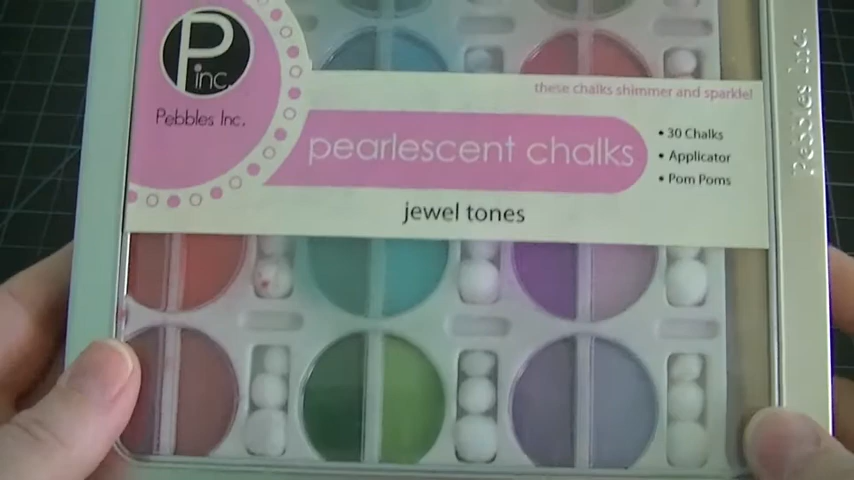 P
inc.
Pebbles Inc.
these chalks shimmer and sparkle!
pearlescent chalks
• 30 Chalks
• Applicator
• Pom Poms
jewel tones
Pebbles Inc.